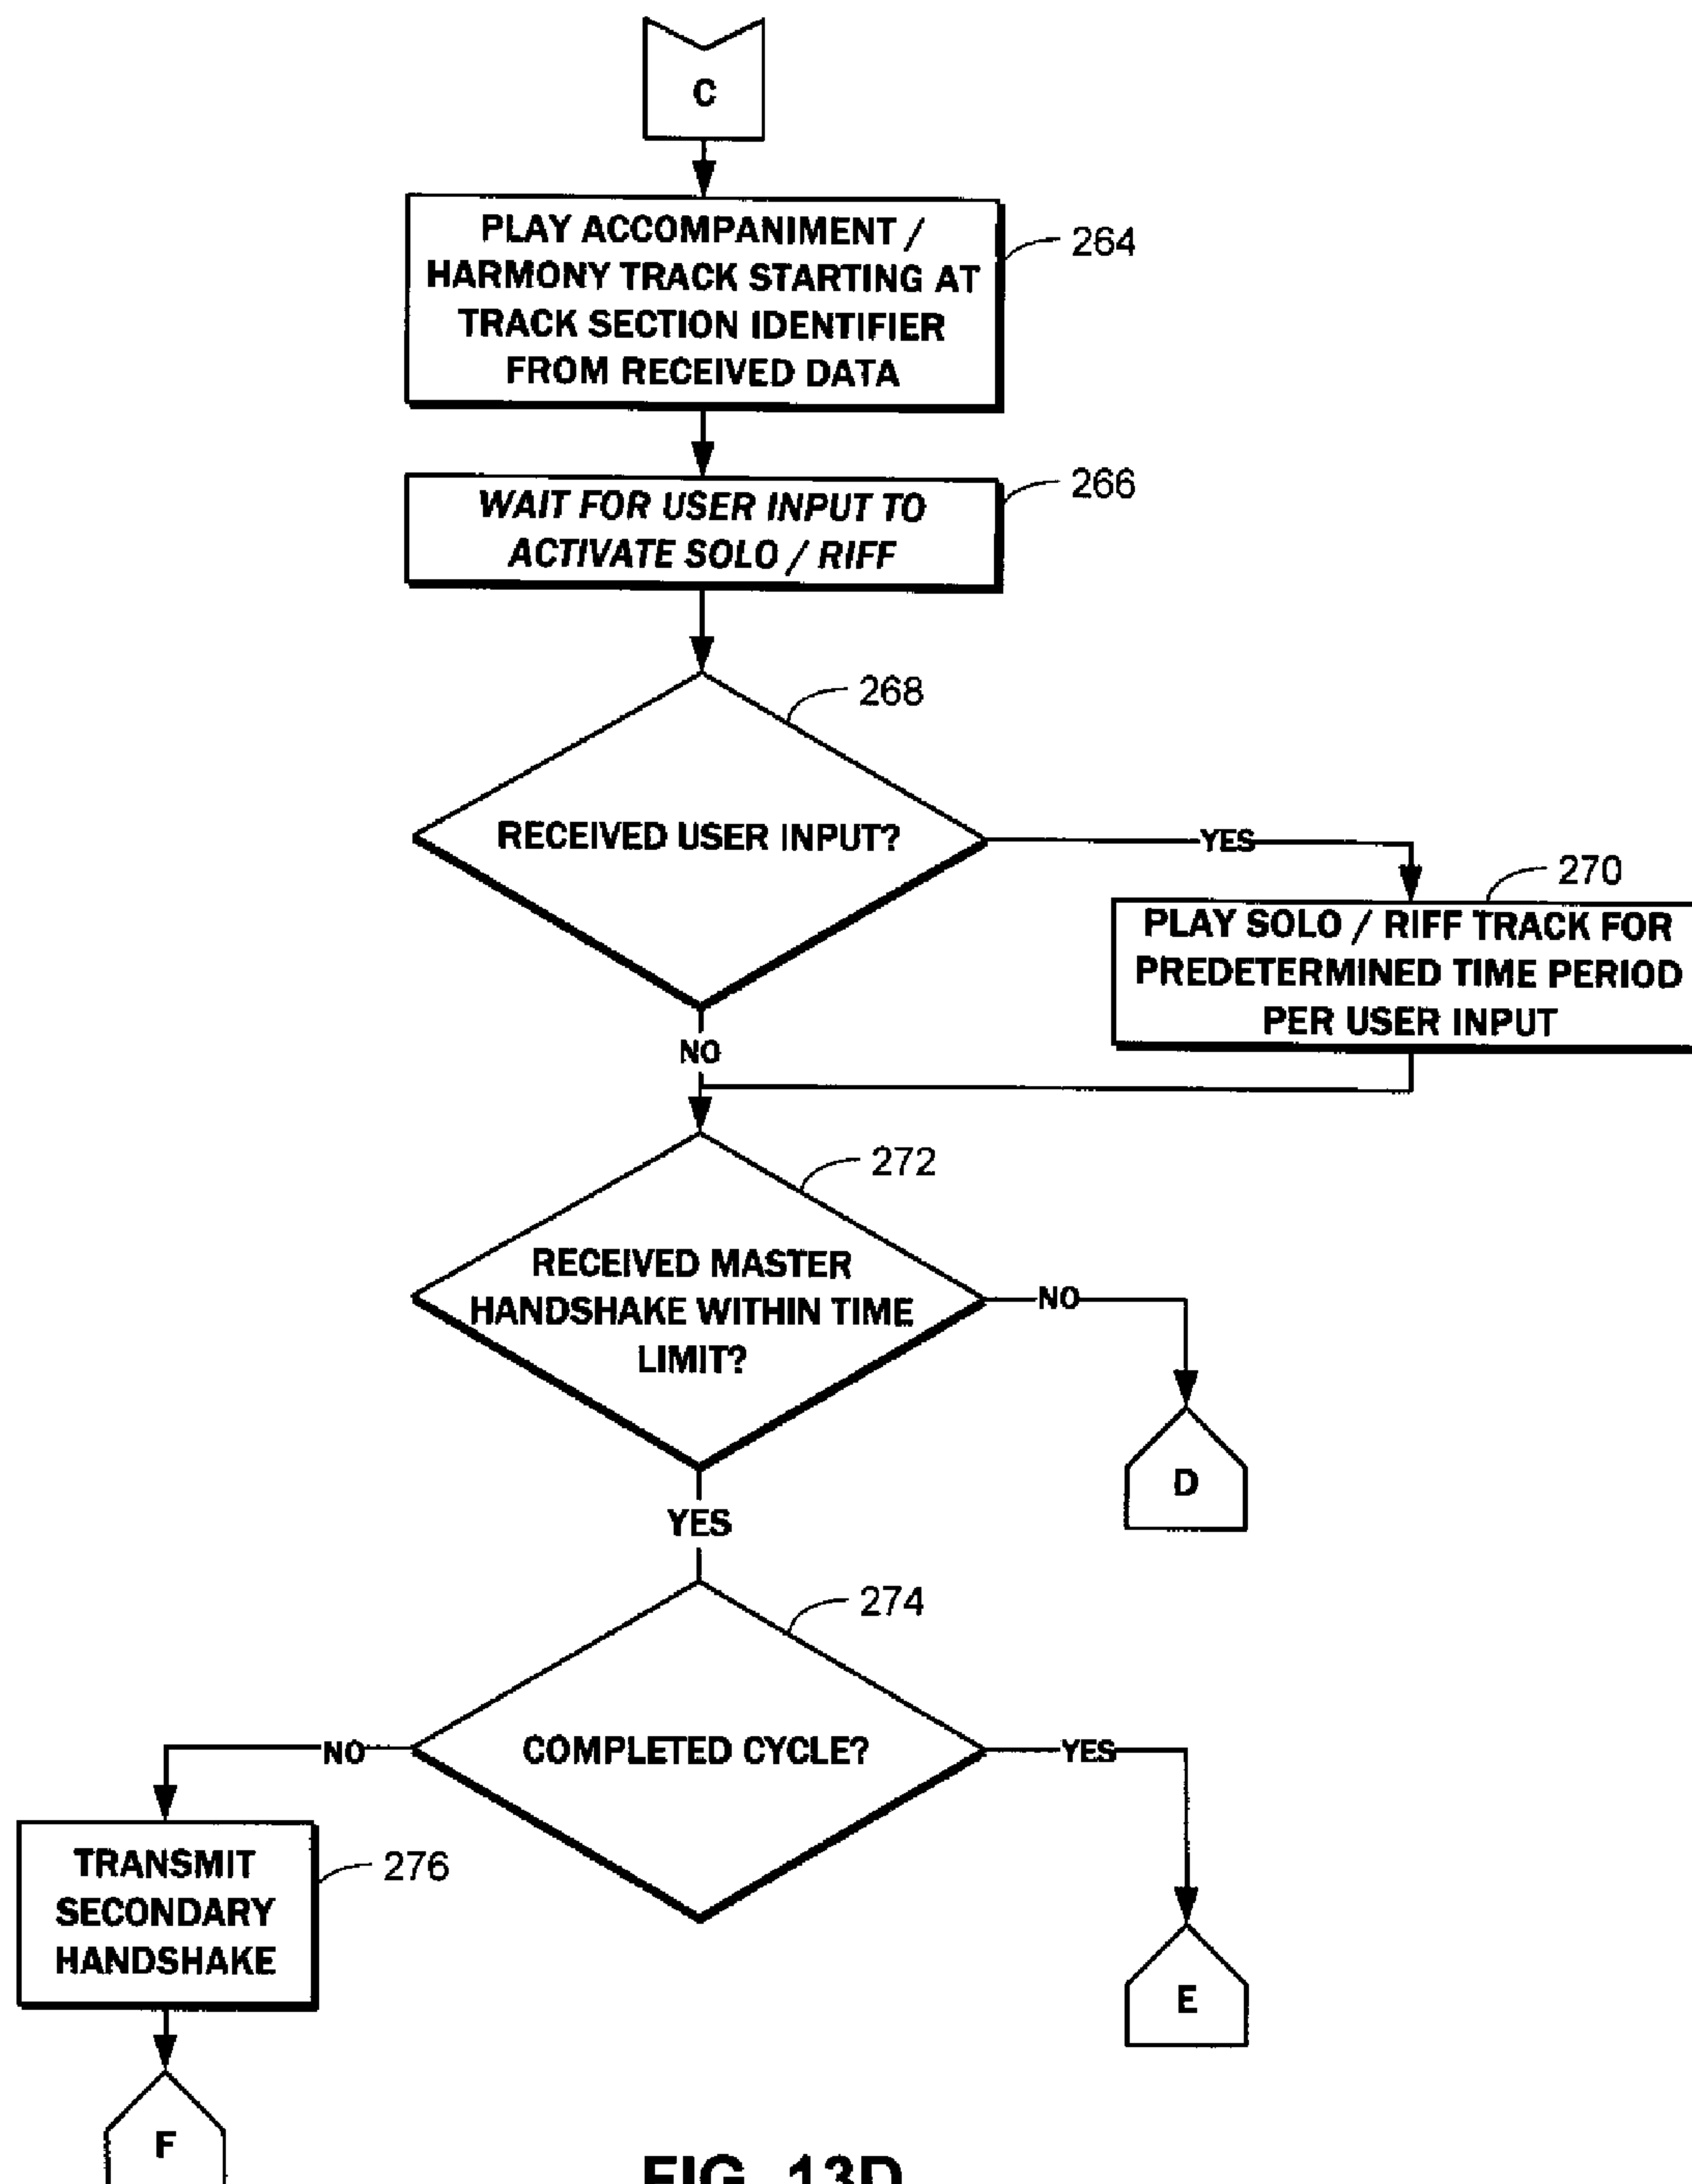 C
PLAY ACCOMPANIMENT /
HARMONY TRACK STARTING AT
TRACK SECTION IDENTIFIER
FROM RECEIVED DATA
264
WAIT FOR USER INPUT TO
ACTIVATE SOLO / RIFF
266
268
RECEIVED USER INPUT?
YES
270
PLAY SOLO / RIFF TRACK FOR
PREDETERMINED TIME PERIOD
PER USER INPUT
NO
272
RECEIVED MASTER
HANDSHAKE WITHIN TIME
LIMIT?
NO
D
YES
274
COMPLETED CYCLE?
NO
YES
TRANSMIT
SECONDARY
HANDSHAKE
276
E
F
FIG. 13D